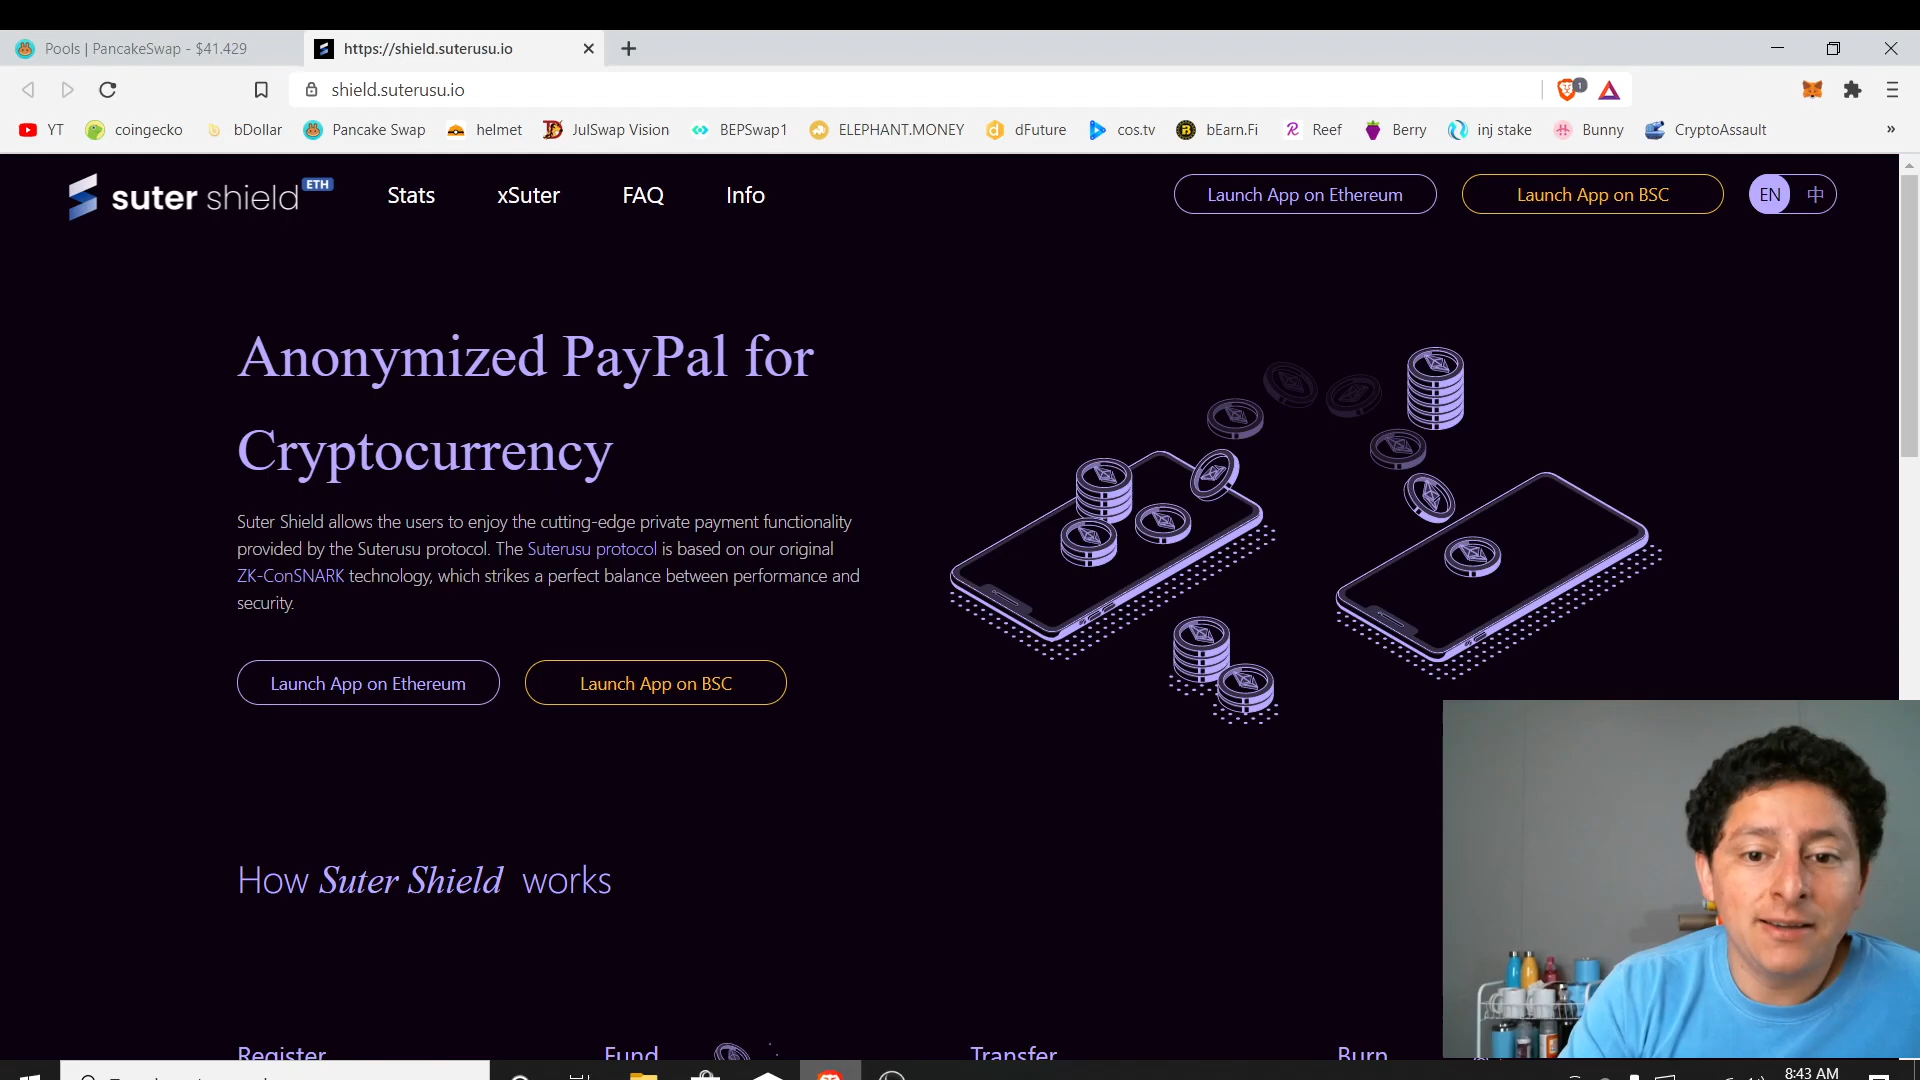 Pools | PancakeSwap - $41.429
https://shield.suterusu.io
shield.suterusu.io
1
YT
coingecko
bDollar
Pancake Swap
helmet
JulSwap Vision
BEPSwap1
ELEPHANT.MONEY
dFuture
cos.tv
bEarn.Fi
Reef
Berry
inj stake
Bunny
CryptoAssault
suter shield ETH
Stats
xSuter
FAQ
Info
Launch App on Ethereum
Launch App on BSC
EN
中
Anonymized PayPal for
Cryptocurrency
Suter Shield allows the users to enjoy the cutting-edge private payment functionality
provided by the Suterusu protocol. The Suterusu protocol is based on our original
ZK-ConSNARK technology, which strikes a perfect balance between performance and
security.
Launch App on Ethereum
Launch App on BSC
How Suter Shield works
Register
Fund
Transfer
Burn
8:43 AM